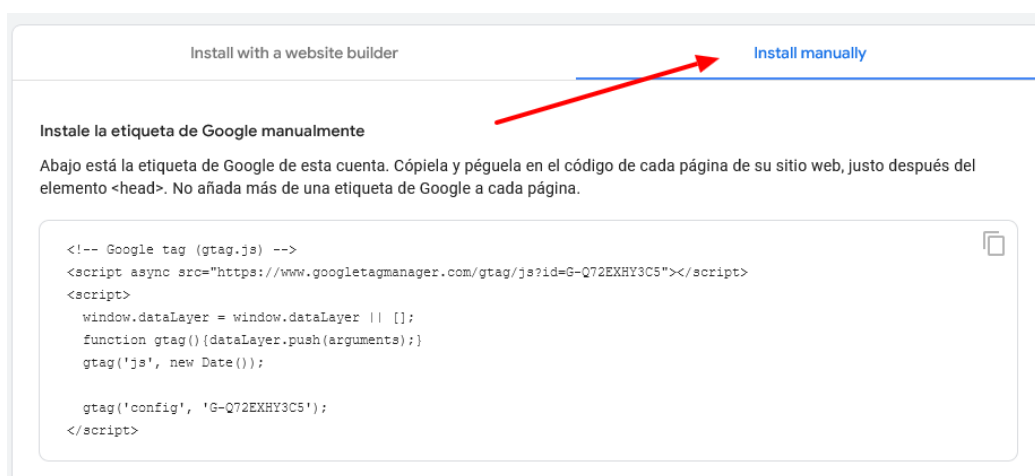 Install with a website builder
Install manually
Instale la etiqueta de Google manualmente
Abajo está la etiqueta de Google de esta cuenta. Cópiela y péguela en el código de cada página de su sitio web, justo después del
elemento <head>. No añada más de una etiqueta de Google a cada página.
<!-- Google tag (gtag.js) -->
<script async src="https://www.googletagmanager.com/gtag/js?id=G-Q72EXHY3C5"></script>
<script>
  window.dataLayer = window.dataLayer || [];
  function gtag(){dataLayer.push(arguments);}
  gtag('js', new Date());
  gtag('config', 'G-Q72EXHY3C5');
</script>